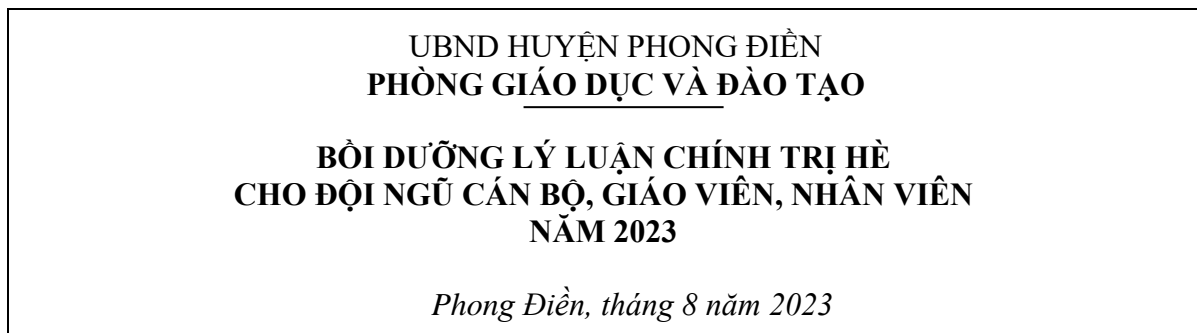 UBND HUYỆN PHONG ĐIỀN
PHÒNG GIÁO DỤC VÀ ĐÀO TẠO
BỒI DƯỠNG LÝ LUẬN CHÍNH TRỊ HÈ
CHO ĐỘI NGŨ CÁN BỘ, GIÁO VIÊN, NHÂN VIÊN
NĂM 2023
Phong Điền, tháng 8 năm 2023